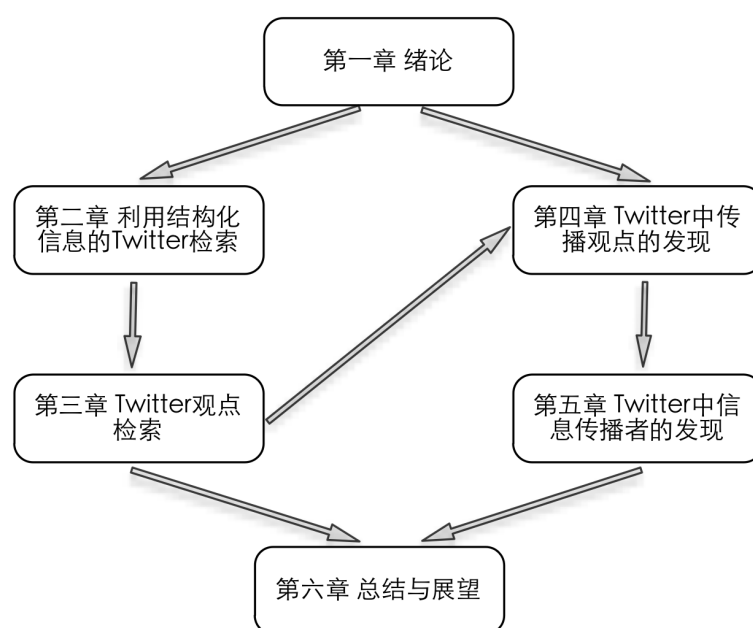 第一章 绪论
第二章 利用结构化
信息的Twitter检索
第四章 Twitter中传
播观点的发现
第三章 Twitter观点
检索
第五章 Twitter中信
息传播者的发现
第六章 总结与展望